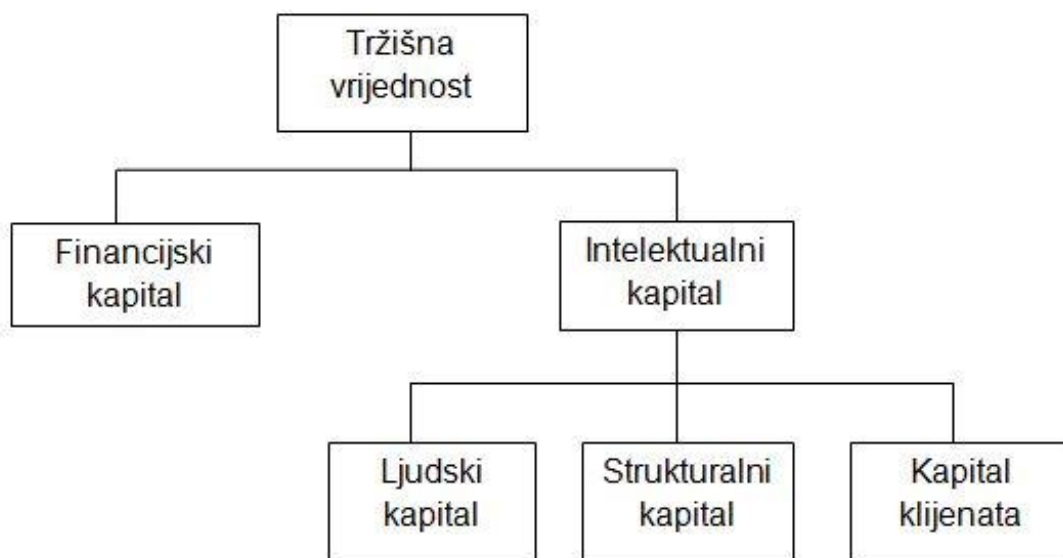 Tržišna
vrijednost
Financijski
kapital
Intelektualni
kapital
Ljudski
kapital
Strukturalni
kapital
Kapital
klijenata